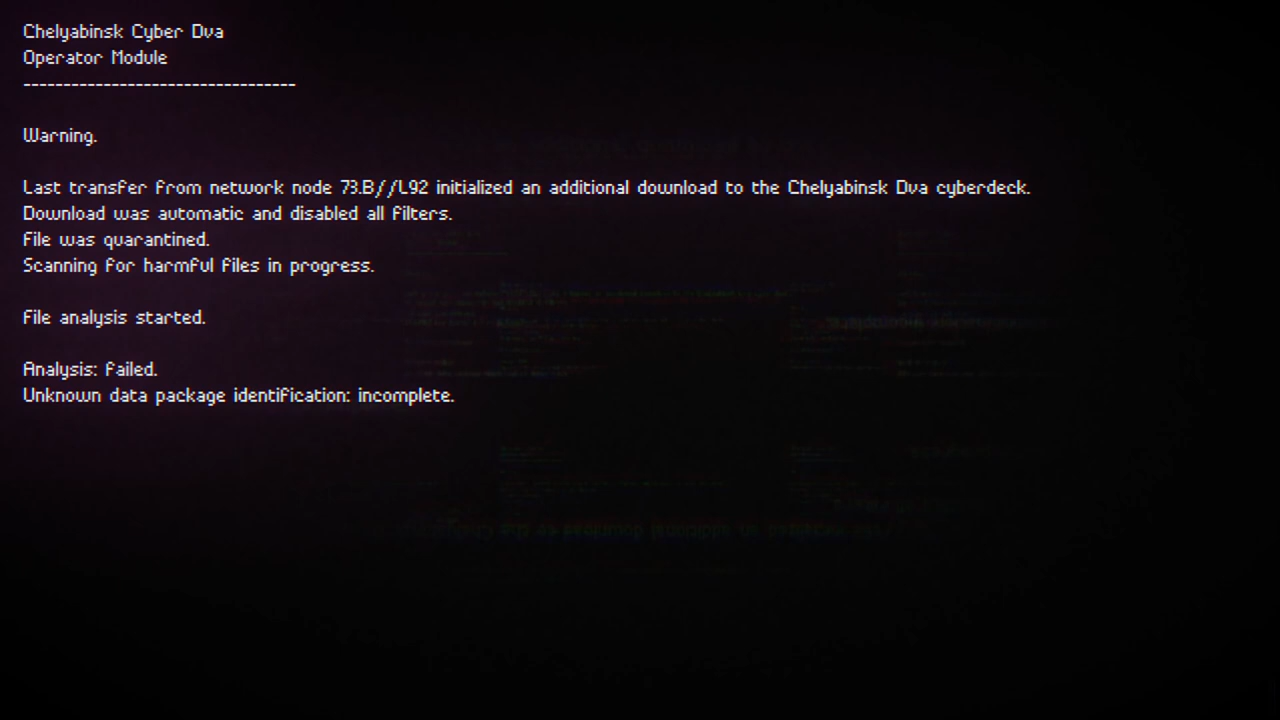 Chelyabinsk Cyber Dva
Operator Module
----------------------------------
Warning.
Last transfer from network node 73.B//L92 initialized an additional download to the Chelyabinsk Dva cyberdeck.
Download was automatic and disabled all filters.
File was quarantined.
Scanning for harmful files in progress.
File analysis started.
Analysis: failed.
Unknown data package identification: incomplete.